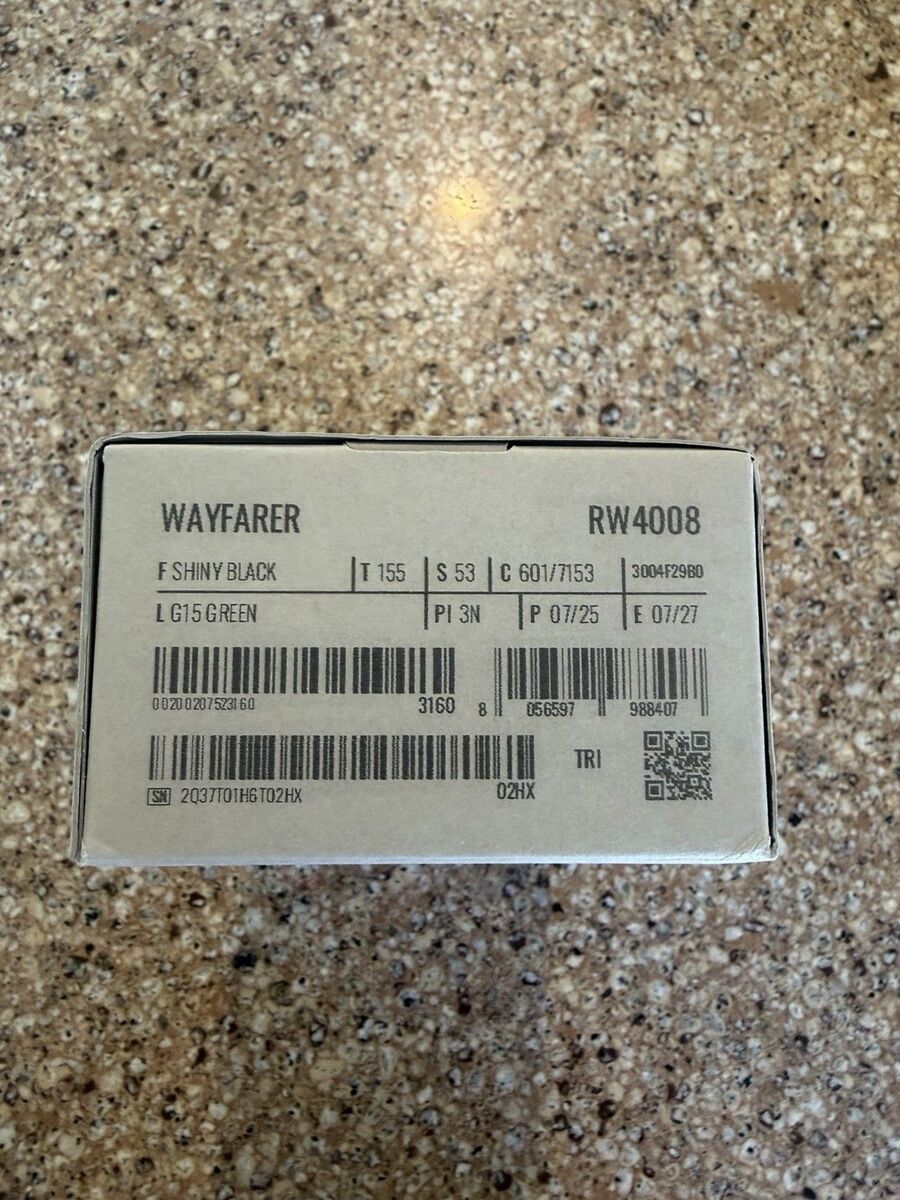 WAYFARER RW4008
F SHINY BLACK T 155 S 53 C 601/7153 3004F29B0
L G15 GREEN PI 3N P 07/25 E 07/27
00200207523160 3160 8 056597 988407
TRI
SN 2Q37T01H6T02HX 02HX